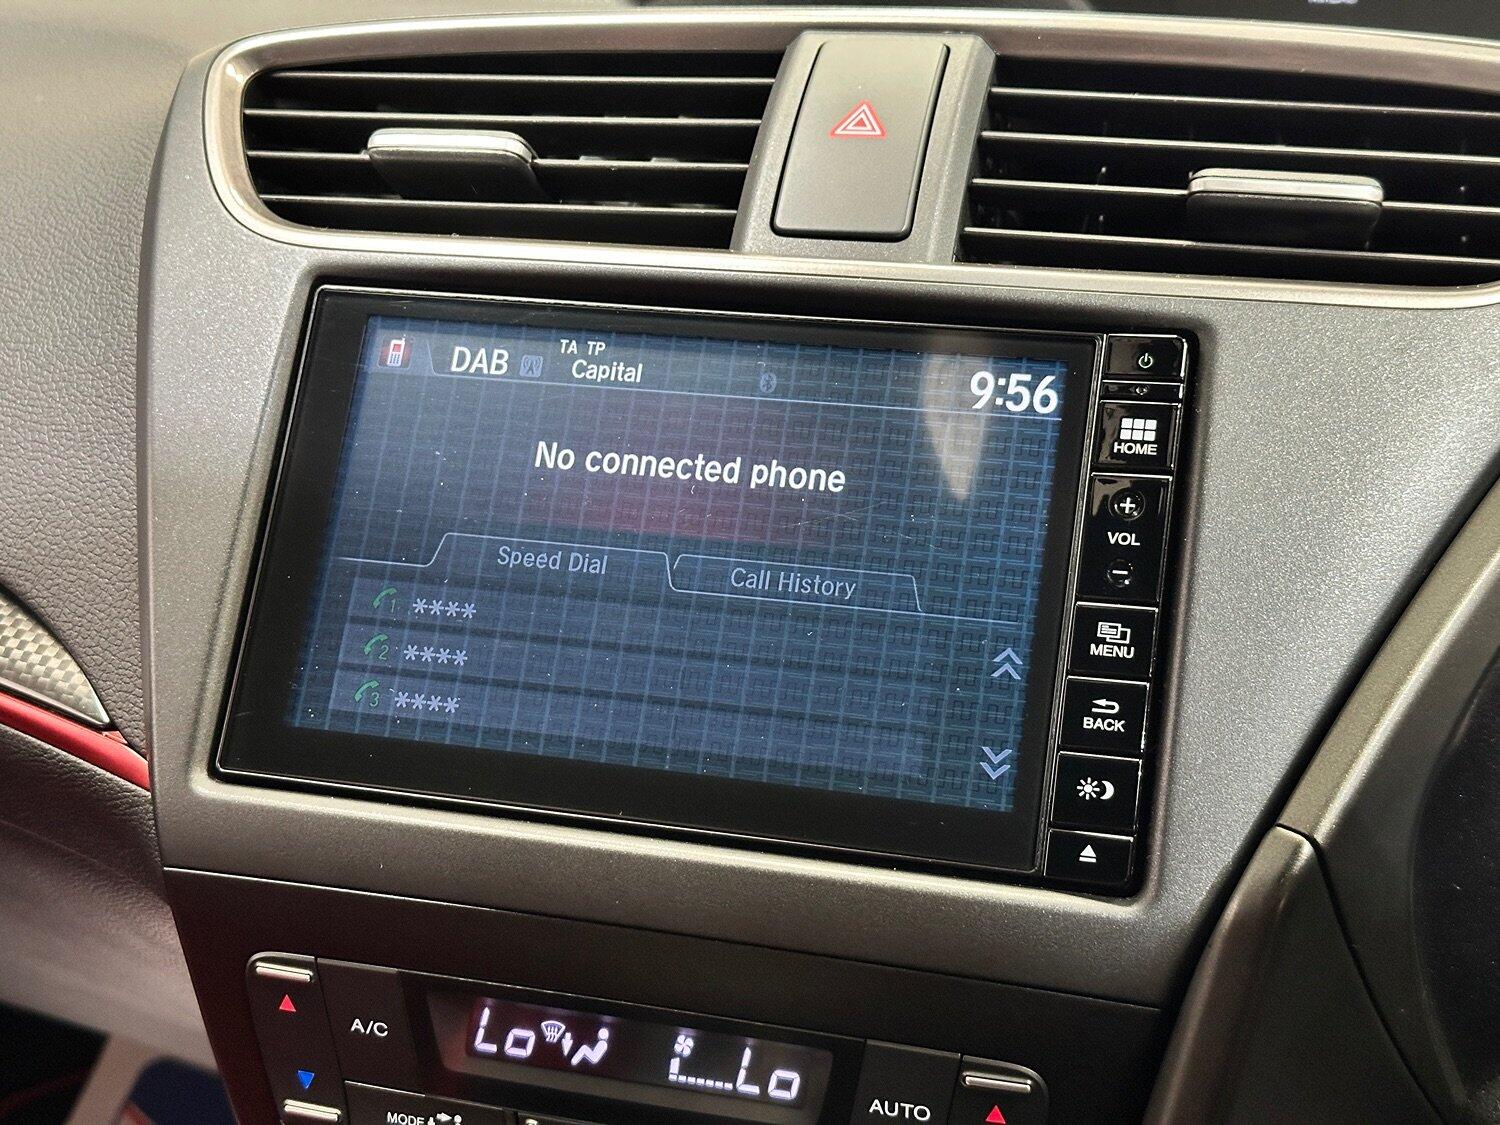 DAB
TA TP
Capital
9:56
No connected phone
Speed Dial
Call History
1 ****
2 ****
3 ****
HOME
+
VOL
−
MENU
BACK
A/C
Lo
Lo
AUTO
MODE